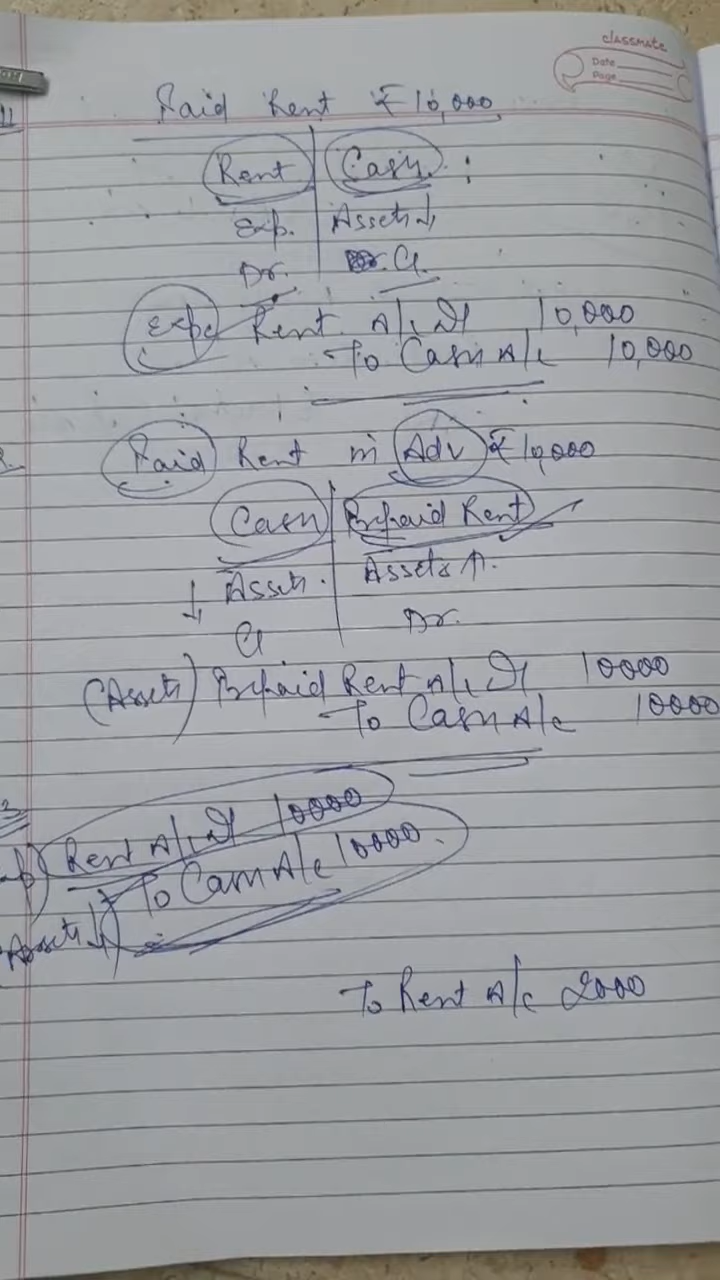 classmate
Date
Page
Paid Rent ₹10,000
Rent | Cash :
Exp. | Assets ↓
Dr. | Cr.
Exp. Rent A/c Dr 10,000
To Cash A/c 10,000
Paid Rent in Adv ₹10,000
Cash | Prepaid Rent
↓ Assets. | Assets ↑.
Cr | Dr.
(Assets) Prepaid Rent A/c Dr 10000
To Cash A/c 10000
3
Rent A/c Dr 10000
Assets ↓ To Cash A/c 10000.
To Rent A/c 2000